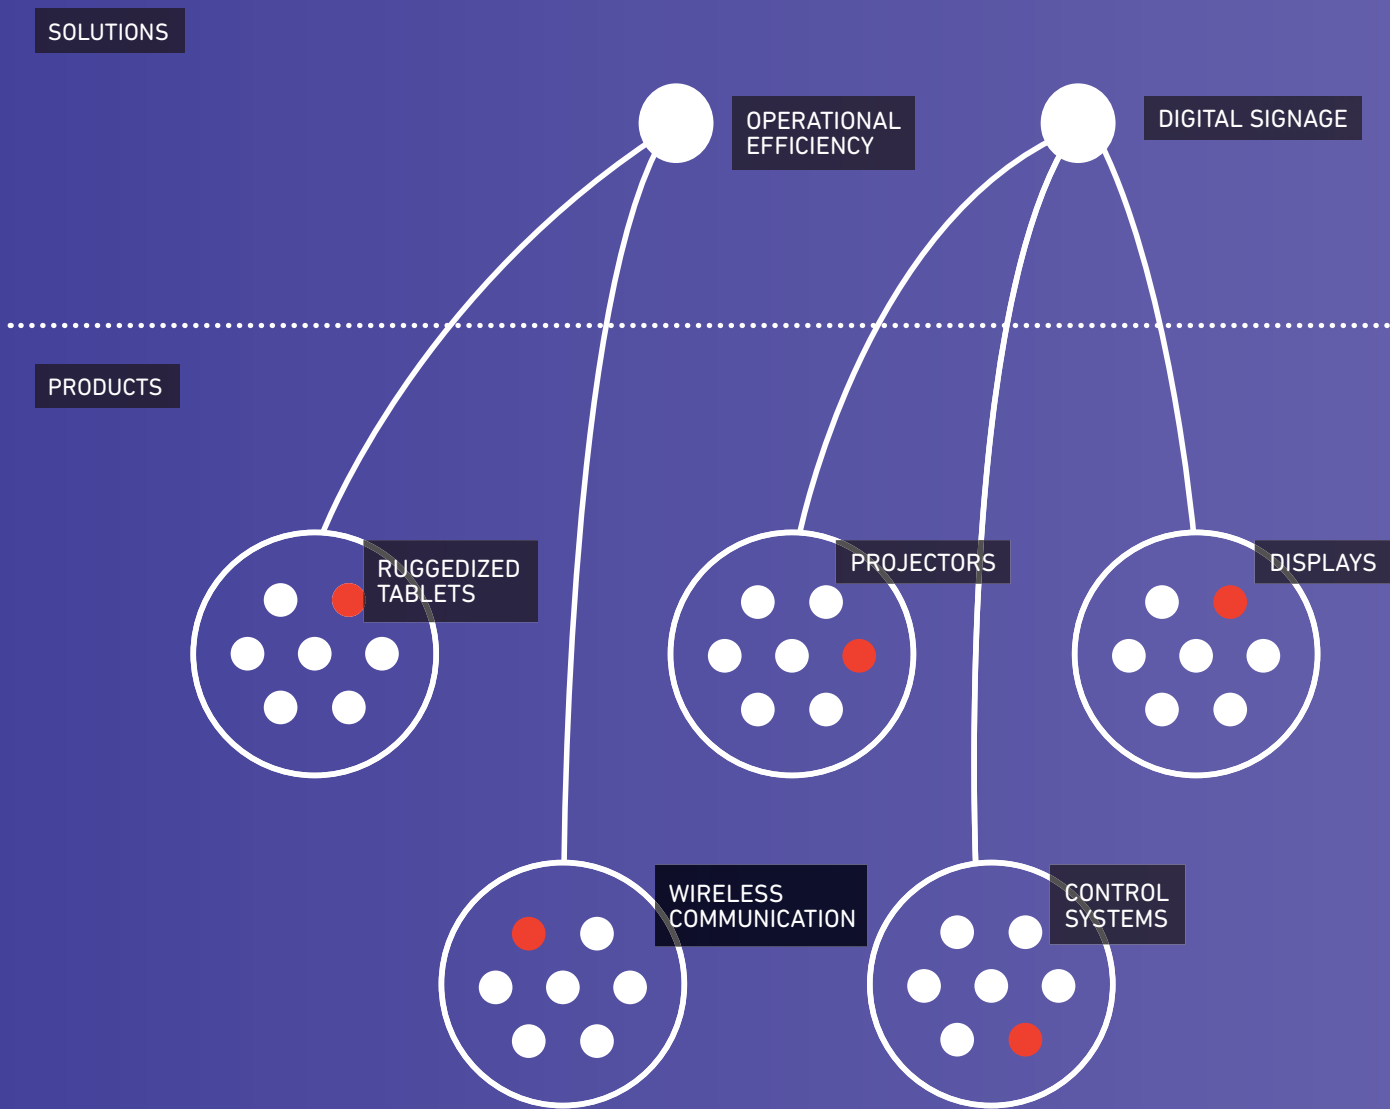 SOLUTIONS
OPERATIONAL
EFFICIENCY
DIGITAL SIGNAGE
PRODUCTS
RUGGEDIZED
TABLETS
PROJECTORS
DISPLAYS
WIRELESS
COMMUNICATION
CONTROL
SYSTEMS